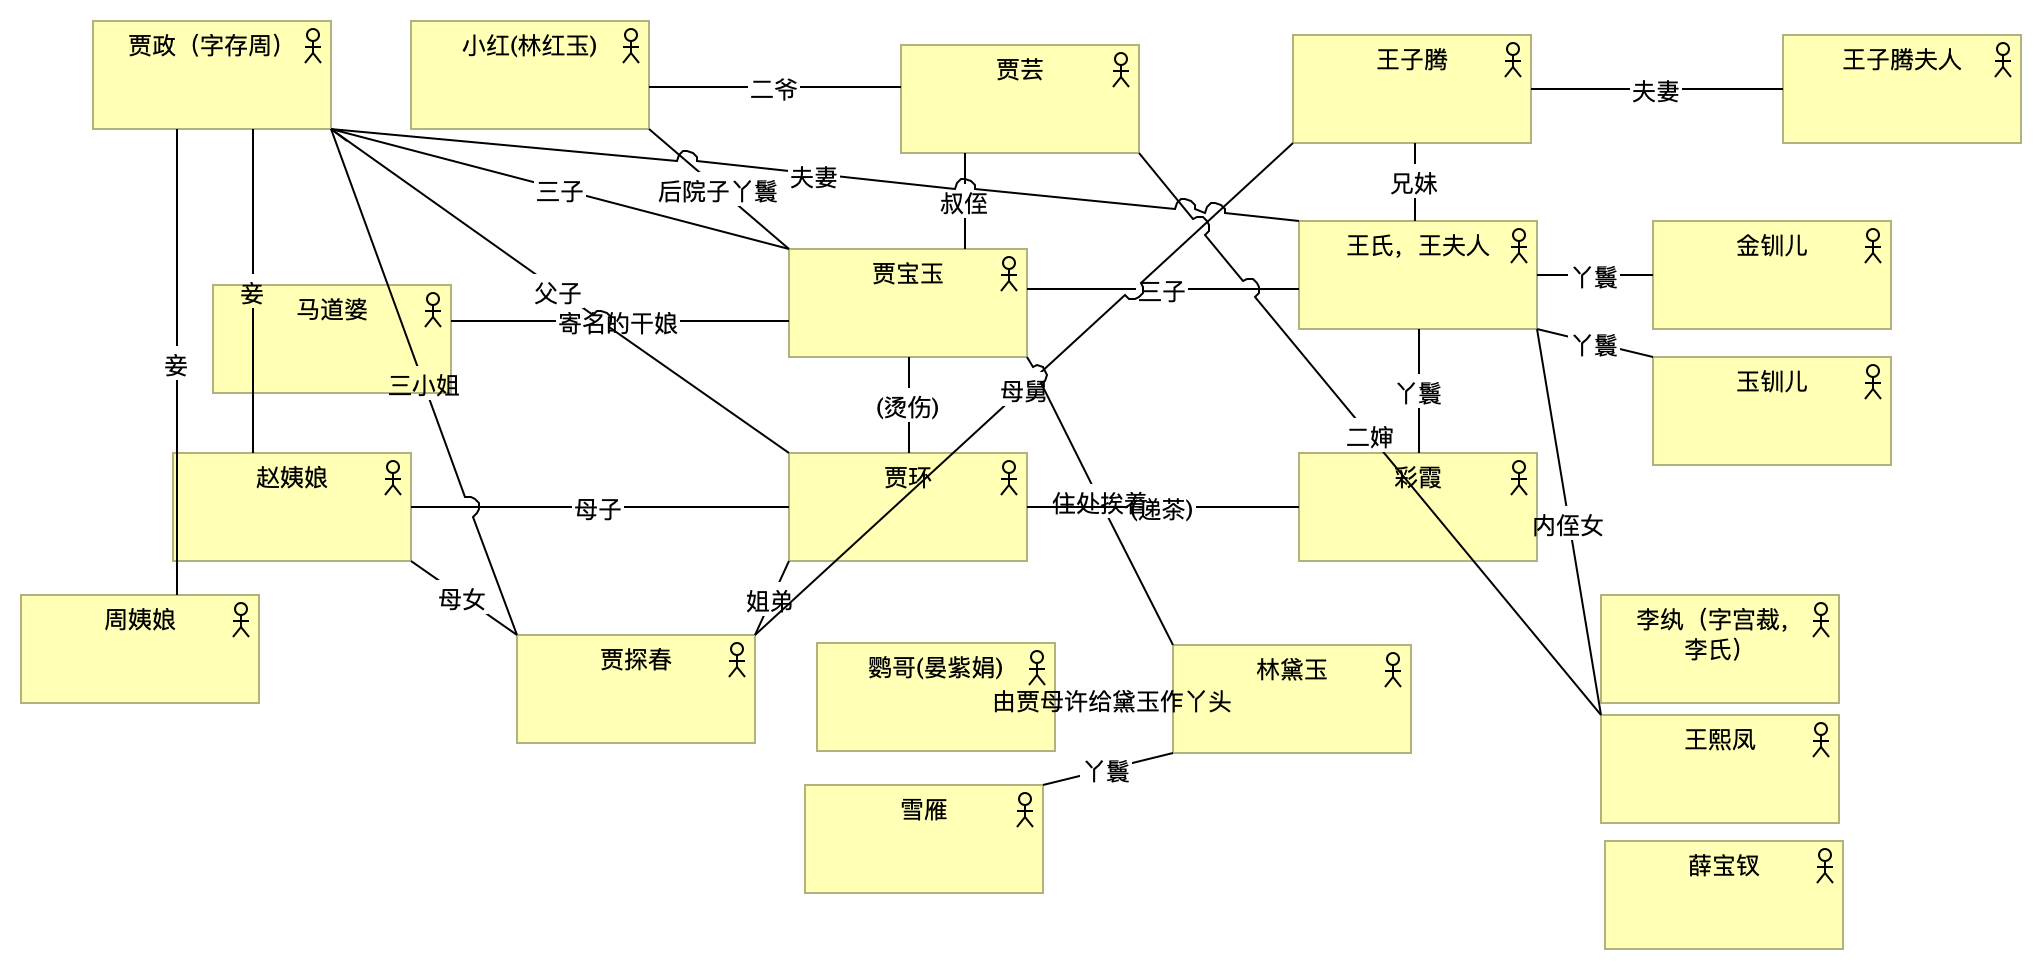 贾政（字存周）
小红(林红玉)
二爷
贾芸
王子腾
夫妻
王子腾夫人
三子
后院子丫鬟
夫妻
叔侄
兄妹
贾宝玉
王氏，王夫人
丫鬟
金钏儿
妾
马道婆
父子
寄名的干娘
三子
丫鬟
玉钏儿
妾
三小姐
(烫伤)
母舅
丫鬟
二婶
赵姨娘
母子
贾环
住处挨着
(递茶)
彩霞
内侄女
周姨娘
母女
姐弟
贾探春
鹦哥(晏紫娟)
由贾母许给黛玉作丫头
林黛玉
李纨（字宫裁，
李氏）
丫鬟
雪雁
王熙凤
薛宝钗